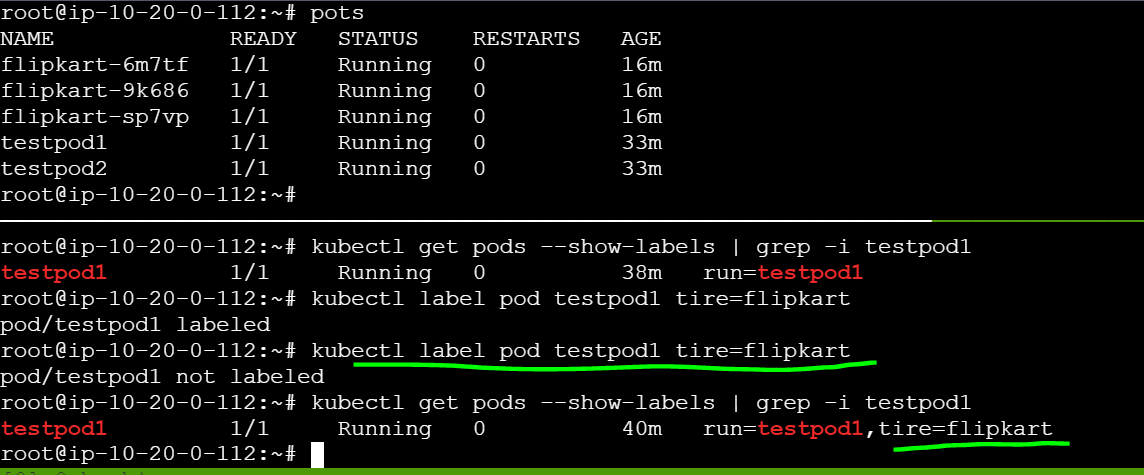 root@ip-10-20-0-112:~# pots
NAME READY STATUS RESTARTS AGE
flipkart-6m7tf 1/1 Running 0 16m
flipkart-9k686 1/1 Running 0 16m
flipkart-sp7vp 1/1 Running 0 16m
testpod1 1/1 Running 0 33m
testpod2 1/1 Running 0 33m
root@ip-10-20-0-112:~#
root@ip-10-20-0-112:~# kubectl get pods --show-labels | grep -i testpod1
testpod1 1/1 Running 0 38m run=testpod1
root@ip-10-20-0-112:~# kubectl label pod testpod1 tire=flipkart
pod/testpod1 labeled
root@ip-10-20-0-112:~# kubectl label pod testpod1 tire=flipkart
pod/testpod1 not labeled
root@ip-10-20-0-112:~# kubectl get pods --show-labels | grep -i testpod1
testpod1 1/1 Running 0 40m run=testpod1,tire=flipkart
root@ip-10-20-0-112:~#